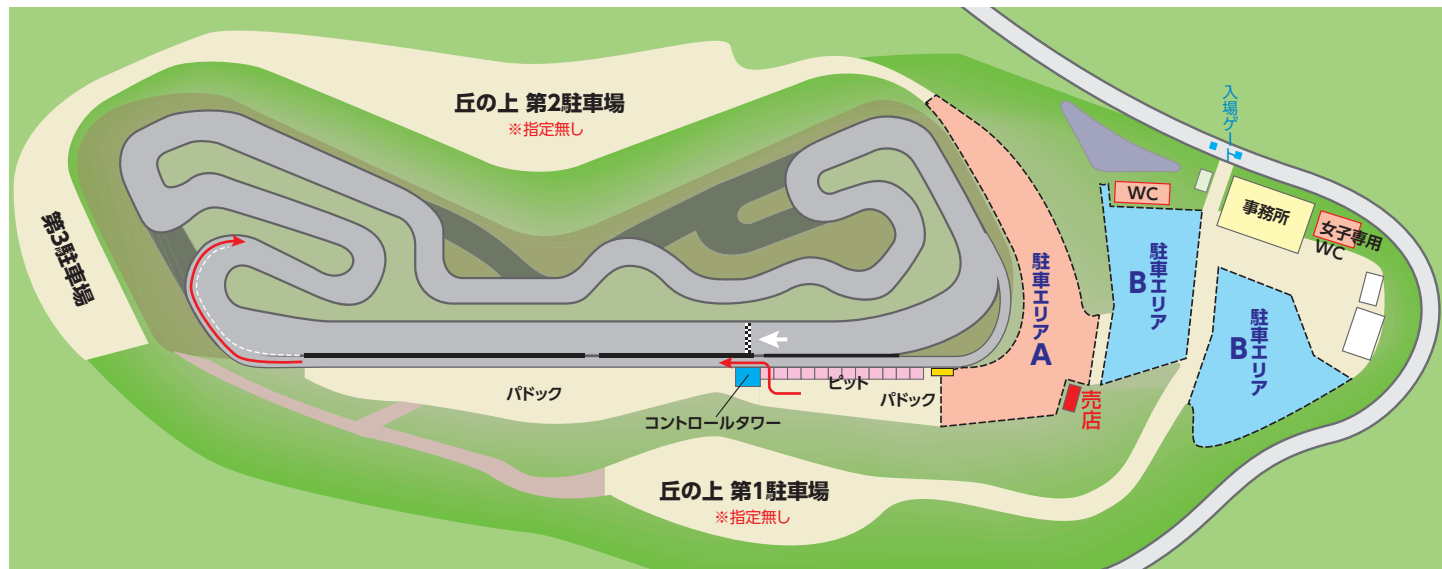 丘の上 第2駐車場
※指定無し
入場ゲート
WC
事務所
女子専用
WC
第3駐車場
駐車エリア
A
駐車エリア
B
駐車エリア
B
パドック
ピット
パドック
売店
コントロールタワー
丘の上 第1駐車場
※指定無し